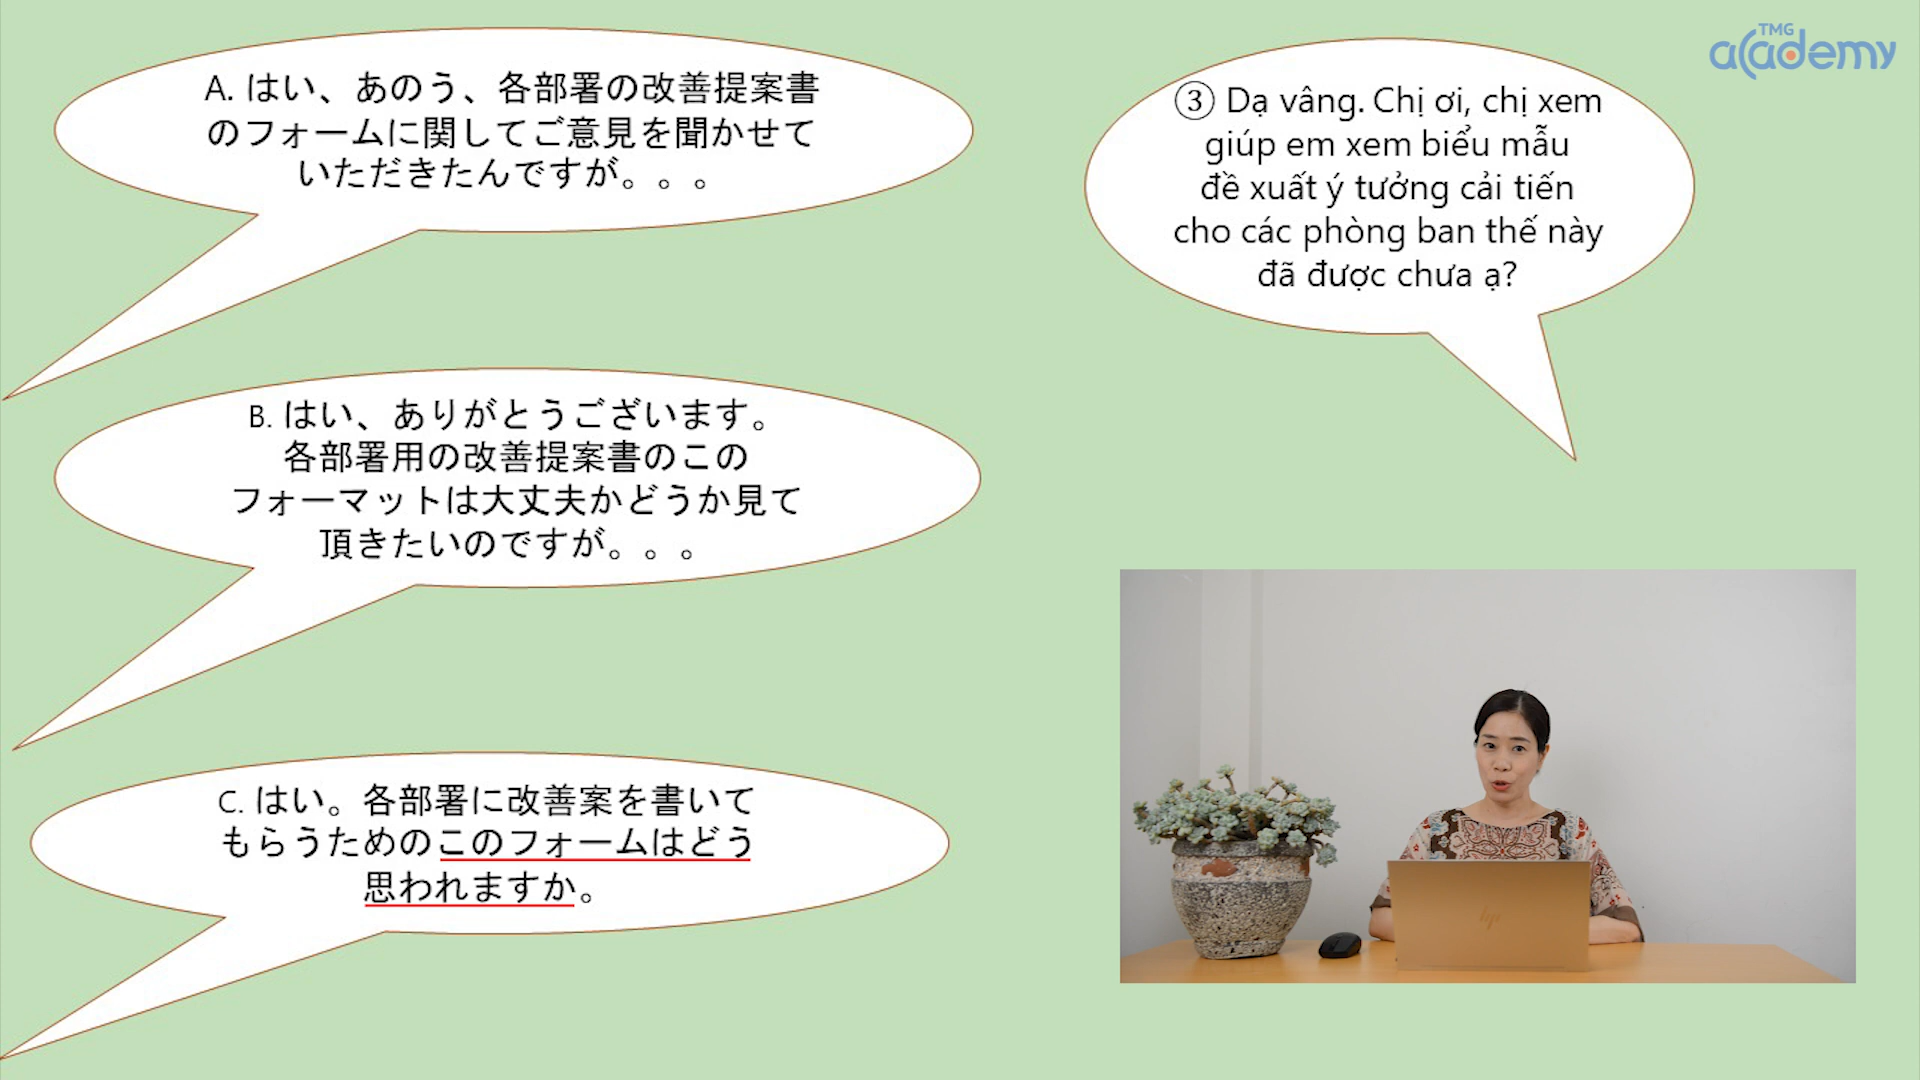 A. はい、あのう、各部署の改善提案書
のフォームに関してご意見を聞かせて
いただきたんですが。。。
B. はい、ありがとうございます。
各部署用の改善提案書のこの
フォーマットは大丈夫かどうか見て
頂きたいのですが。。。
C. はい。各部署に改善案を書いて
もらうためのこのフォームはどう
思われますか。
TMG
academy
③ Dạ vâng. Chị ơi, chị xem
giúp em xem biểu mẫu
đề xuất ý tưởng cải tiến
cho các phòng ban thế này
đã được chưa ạ?
hp